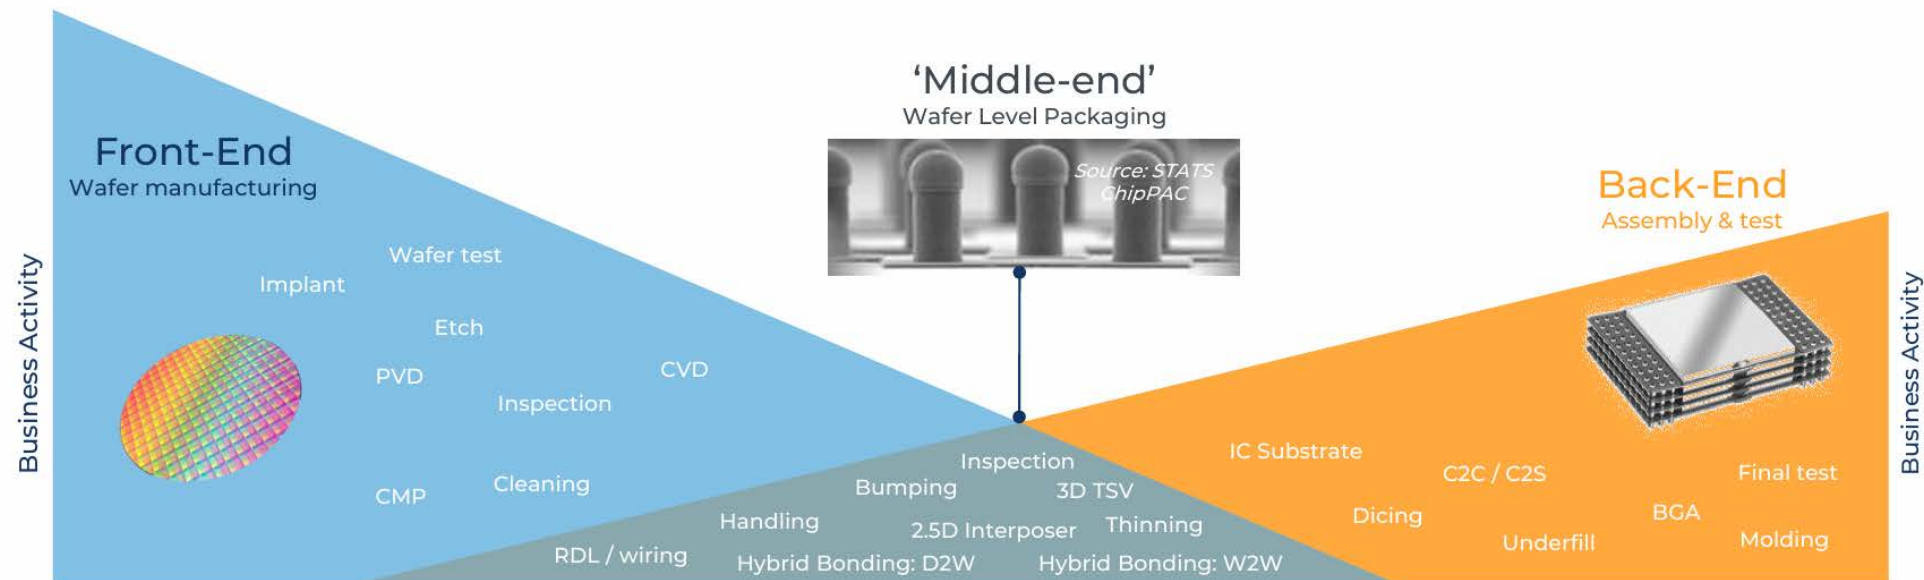 Business Activity
Front-End
Wafer manufacturing
Wafer test
Implant
Etch
PVD
CVD
Inspection
CMP
Cleaning
'Middle-end'
Wafer Level Packaging
Source: STATS
ChipPAC
Inspection
Bumping
3D TSV
Handling
2.5D Interposer
Thinning
RDL / wiring
Hybrid Bonding: D2W
Hybrid Bonding: W2W
Back-End
Assembly & test
IC Substrate
C2C / C2S
Final test
Dicing
BGA
Underfill
Molding
Business Activity